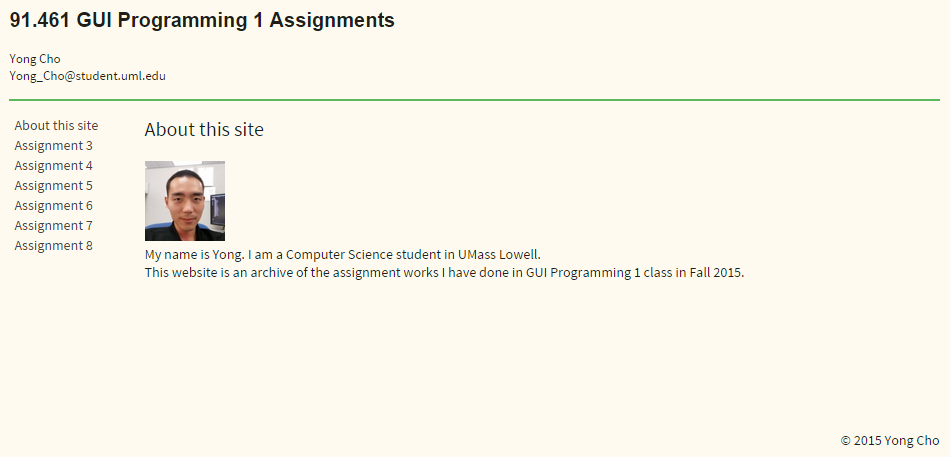 91.461 GUI Programming 1 Assignments
Yong Cho
Yong_Cho@student.uml.edu
About this site
Assignment 3
Assignment 4
Assignment 5
Assignment 6
Assignment 7
Assignment 8
About this site
My name is Yong. I am a Computer Science student in UMass Lowell.
This website is an archive of the assignment works I have done in GUI Programming 1 class in Fall 2015.
© 2015 Yong Cho